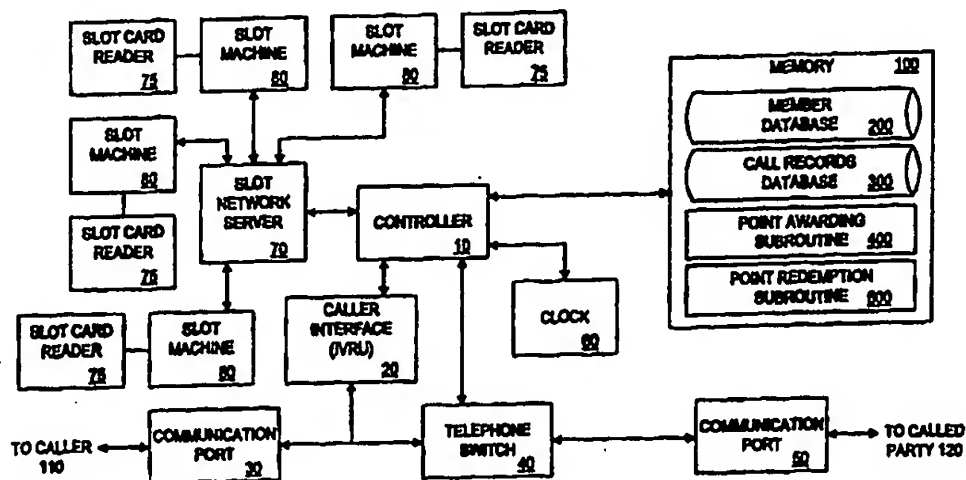 SLOT CARD
READER
75
SLOT
MACHINE
80
SLOT
MACHINE
80
SLOT CARD
READER
75
MEMORY 100
MEMBER
DATABASE 200
CALL RECORDS
DATABASE 300
POINT AWARDING
SUBROUTINE 400
POINT REDEMPTION
SUBROUTINE
SLOT
MACHINE
80
SLOT CARD
READER
75
SLOT
NETWORK
SERVER
70
CONTROLLER
10
CLOCK
60
CALLER
INTERFACE
(IVRU)
20
SLOT CARD
READER
75
SLOT
MACHINE
80
TO CALLER
110
COMMUNICATION
PORT
30
TELEPHONE
SWITCH
40
COMMUNICATION
PORT
50
TO CALLED
PARTY 120